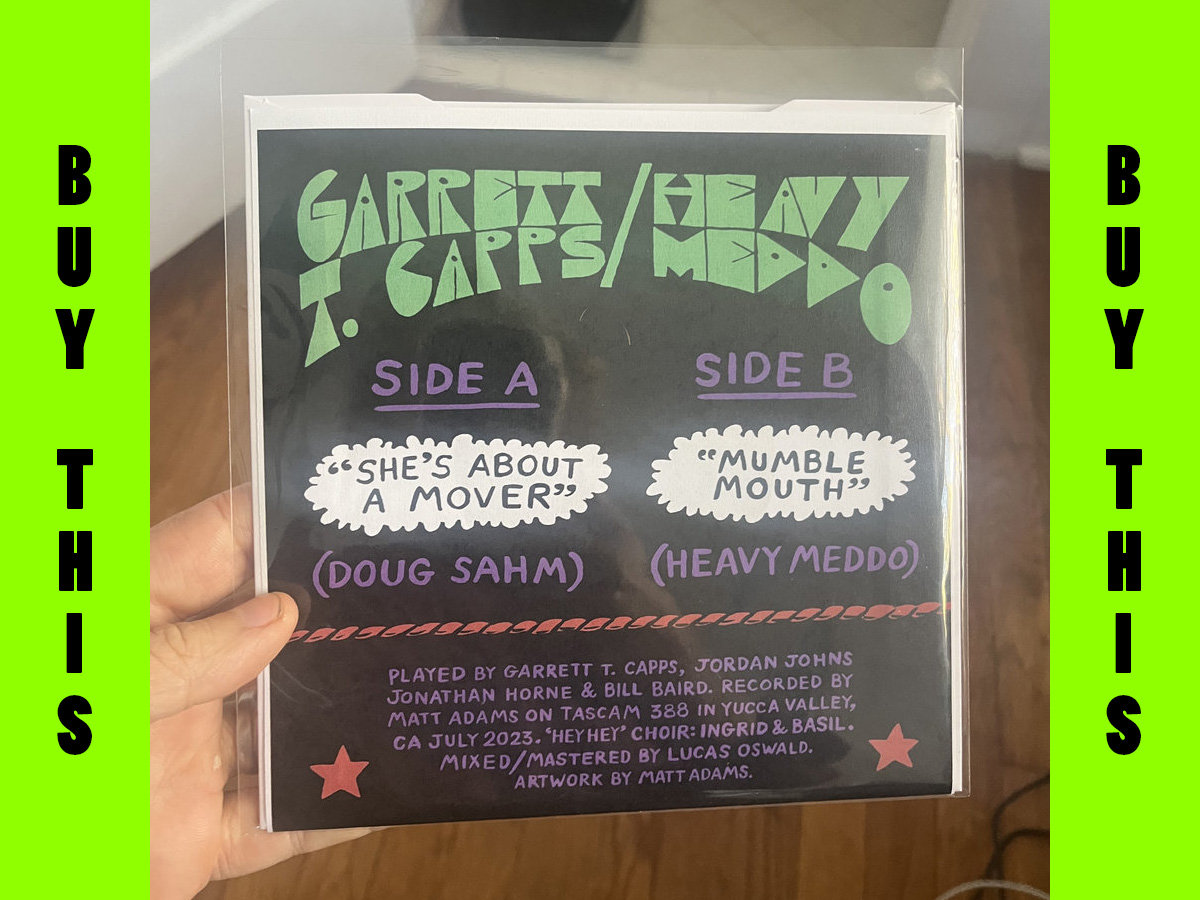 BUY THIS
GARRETT T. CAPPS/HEAVY MEDDO
SIDE A
"SHE'S ABOUT
A MOVER"
(DOUG SAHM)
SIDE B
"MUMBLE
MOUTH"
(HEAVY MEDDO)
PLAYED BY GARRETT T. CAPPS, JORDAN JOHNS
JONATHAN HORNE & BILL BAIRD. RECORDED BY
MATT ADAMS ON TASCAM 388 IN YUCCA VALLEY,
CA JULY 2023. 'HEY HEY' CHOIR: INGRID & BASIL.
MIXED/MASTERED BY LUCAS OSWALD.
ARTWORK BY MATT ADAMS.
BUY THIS